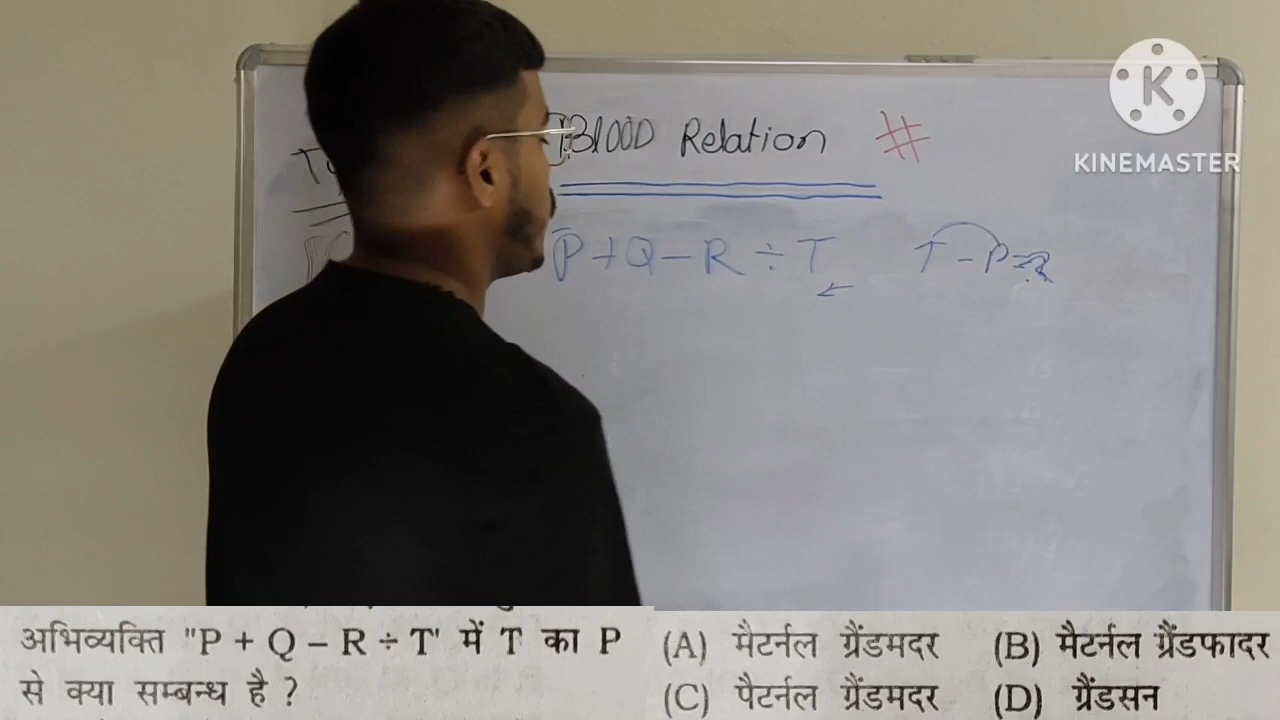 KINEMASTER
BlOOD Relation #
P + Q − R ÷ T
T − P = ?
अभिव्यक्ति "P + Q – R ÷ T' में T का P
से क्या सम्बन्ध है ?
(A) मैटर्नल ग्रैंडमदर (B) मैटर्नल ग्रैंडफादर
(C) पैटर्नल ग्रैंडमदर (D) ग्रैंडसन